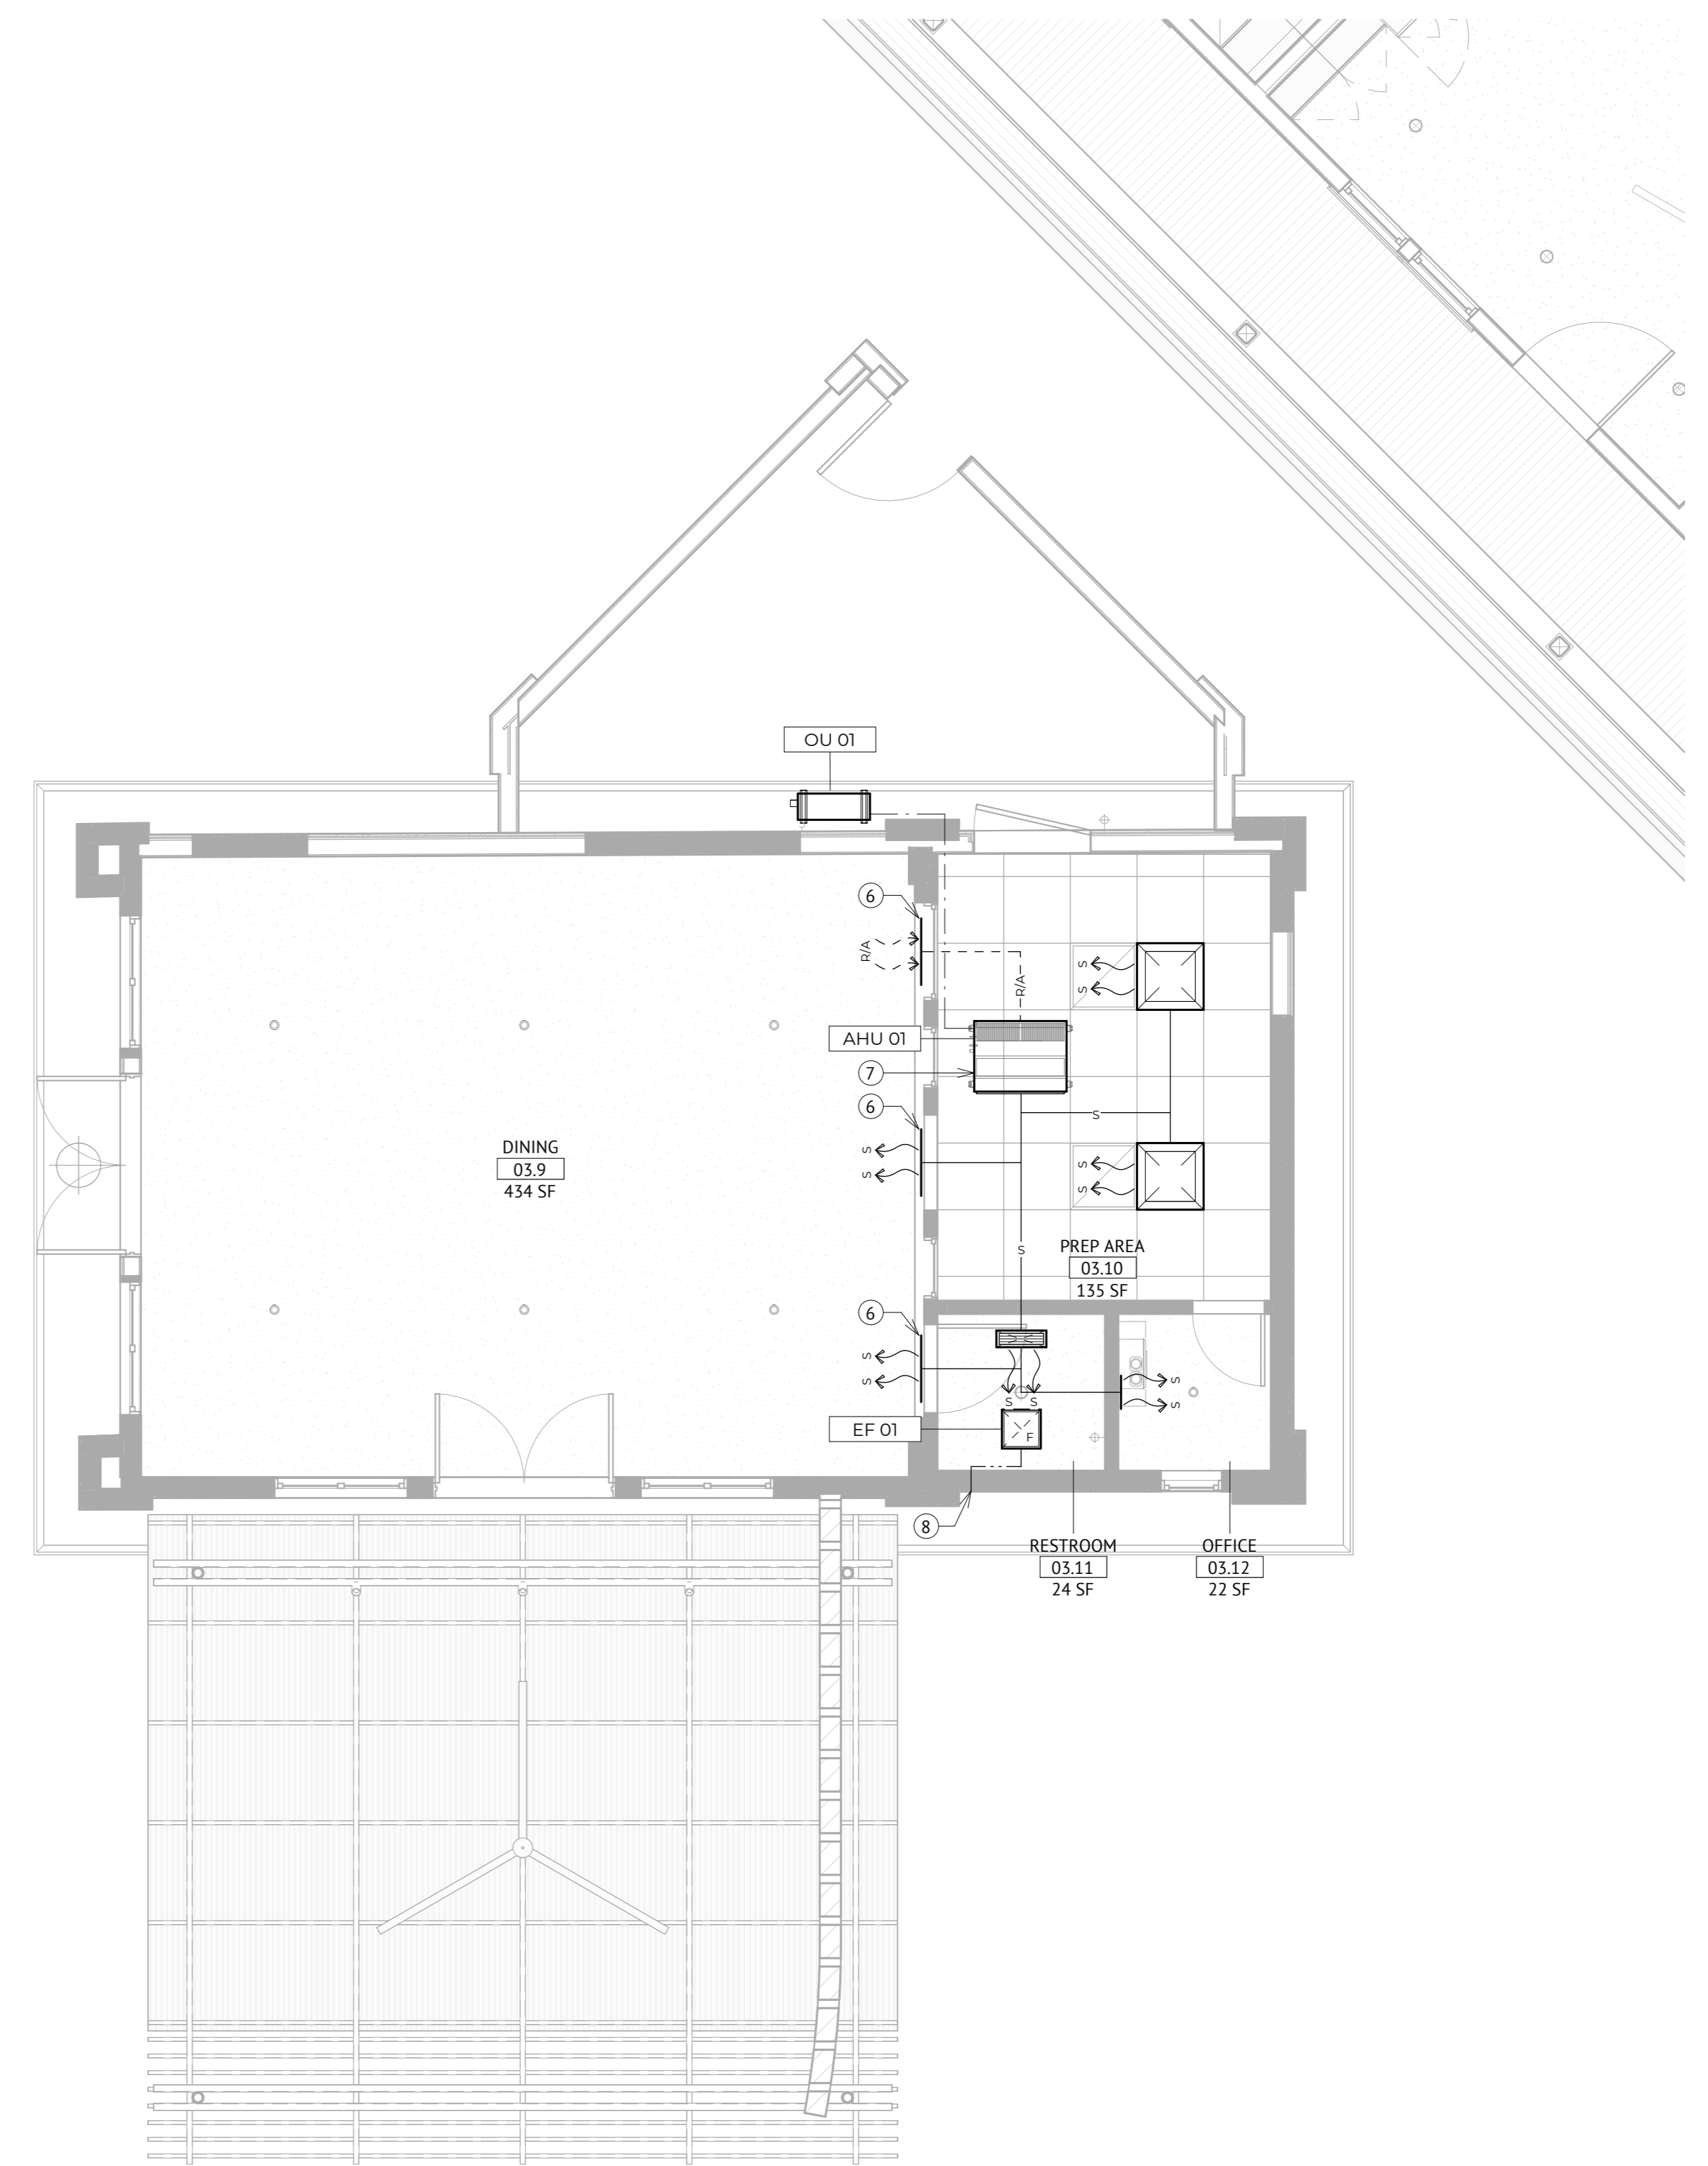 OU 01
6
R/A
S
S
R/A
AHU 01
7
6
S
S
S
S
S
DINING
03.9
434 SF
S
PREP AREA
03.10
135 SF
6
S
S
S
S
S
S
EF 01
F
8
RESTROOM
03.11
24 SF
OFFICE
03.12
22 SF